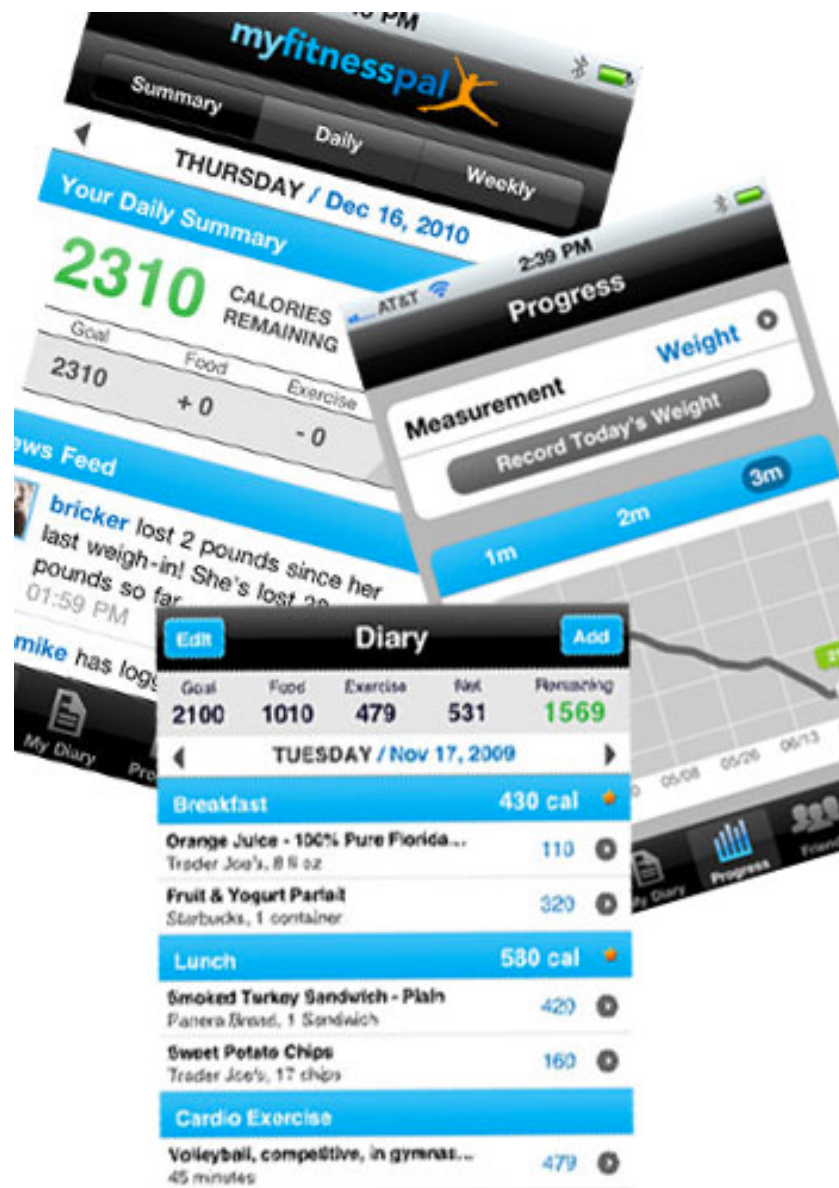 PM
myfitnesspal
Summary
Daily
Weekly
THURSDAY / Dec 16, 2010
Your Daily Summary
2310 CALORIES
REMAINING
Goal Food Exercise
2310 + 0 - 0
News Feed
bricker lost 2 pounds since her
last weigh-in! She's lost
pounds so far
01:59 PM
mike has
My Diary
AT&T 2:39 PM
Progress
Measurement Weight
Record Today's Weight
1m 2m 3m
05/08 05/26 06/13
My Diary Progress Friends
Edit Diary Add
Goal Food Exercise Net Remaining
2100 1010 479 531 1569
TUESDAY / Nov 17, 2009
Breakfast 430 cal
Orange Juice - 100% Pure Florida... 110
Trader Joe's, 8 fl oz
Fruit & Yogurt Parfait 320
Starbucks, 1 container
Lunch 580 cal
Smoked Turkey Sandwich - Plain 420
Panera Bread, 1 Sandwich
Sweet Potato Chips 160
Trader Joe's, 17 chips
Cardio Exercise
Volleyball, competitive, in gymnas... 479
45 minutes